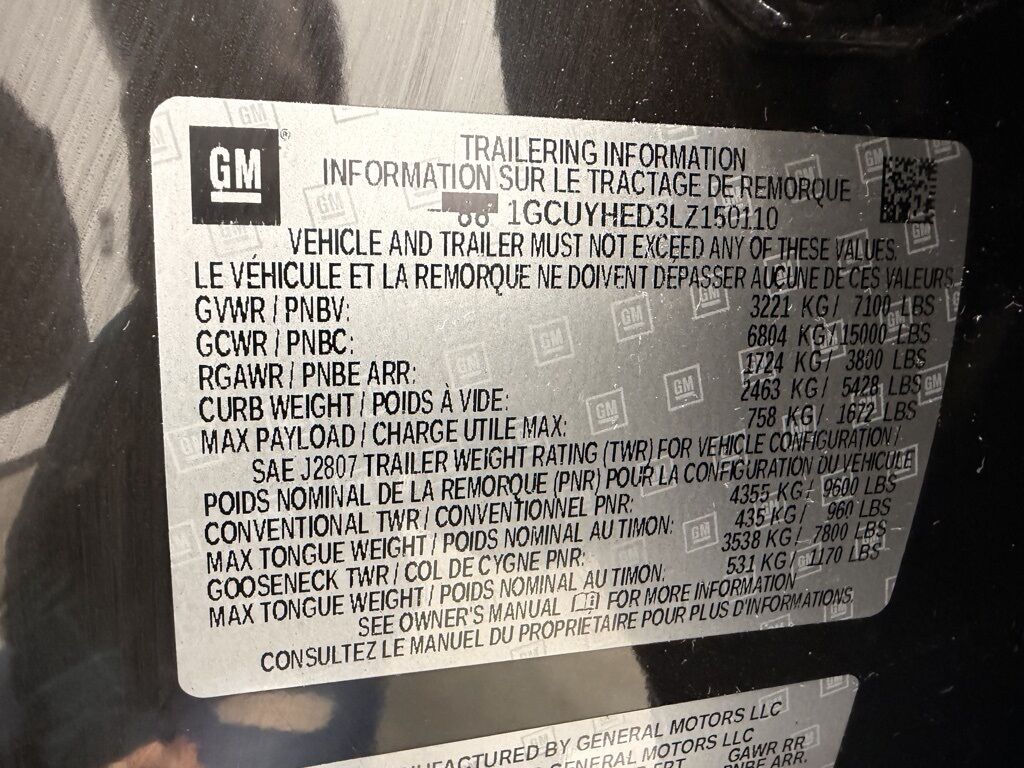 GM ®
TRAILERING INFORMATION
INFORMATION SUR LE TRACTAGE DE REMORQUE
1GCUYHED3LZ150110
VEHICLE AND TRAILER MUST NOT EXCEED ANY OF THESE VALUES.
LE VÉHICULE ET LA REMORQUE NE DOIVENT DÉPASSER AUCUNE DE CES VALEURS.
GVWR / PNBV: 3221 KG / 7100 LBS
GCWR / PNBC: 6804 KG / 15000 LBS
RGAWR / PNBE ARR: 1724 KG / 3800 LBS
CURB WEIGHT / POIDS À VIDE: 2463 KG / 5428 LBS
MAX PAYLOAD / CHARGE UTILE MAX: 758 KG / 1672 LBS
SAE J2807 TRAILER WEIGHT RATING (TWR) FOR VEHICLE CONFIGURATION /
POIDS NOMINAL DE LA REMORQUE (PNR) POUR LA CONFIGURATION DU VÉHICULE
CONVENTIONAL TWR / CONVENTIONNEL PNR: 4355 KG / 9600 LBS
MAX TONGUE WEIGHT / POIDS NOMINAL AU TIMON: 435 KG / 960 LBS
GOOSENECK TWR / COL DE CYGNE PNR: 3538 KG / 7800 LBS
MAX TONGUE WEIGHT / POIDS NOMINAL AU TIMON: 531 KG / 1170 LBS
SEE OWNER'S MANUAL FOR MORE INFORMATION
CONSULTEZ LE MANUEL DU PROPRIÉTAIRE POUR PLUS D'INFORMATIONS.
UFACTURED BY GENERAL MOTORS LLC
GENERAL MOTORS LLC
GAWR RR
PNBE ARR.